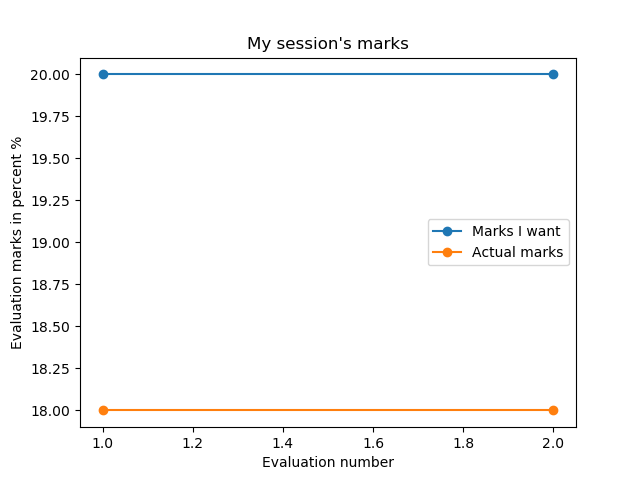 My session's marks
Evaluation marks in percent %
20.00
19.75
19.50
19.25
19.00
18.75
18.50
18.25
18.00
Marks I want
Actual marks
1.0 1.2 1.4 1.6 1.8 2.0
Evaluation number